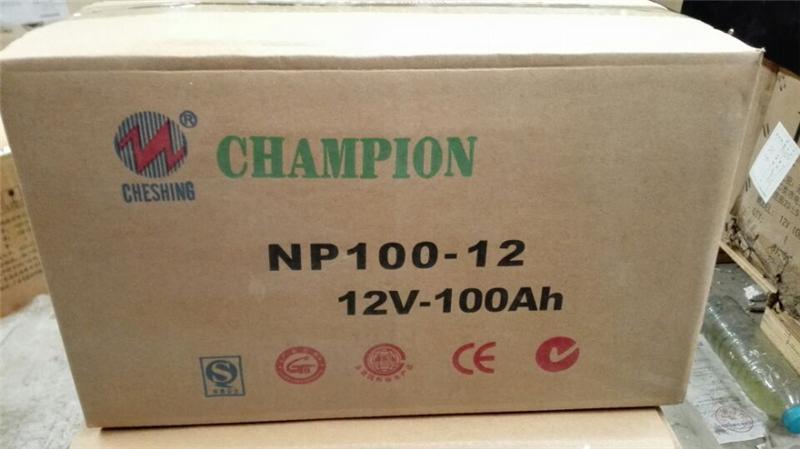 ®
CHESHING
CHAMPION
NP100-12
12V-100Ah
CE